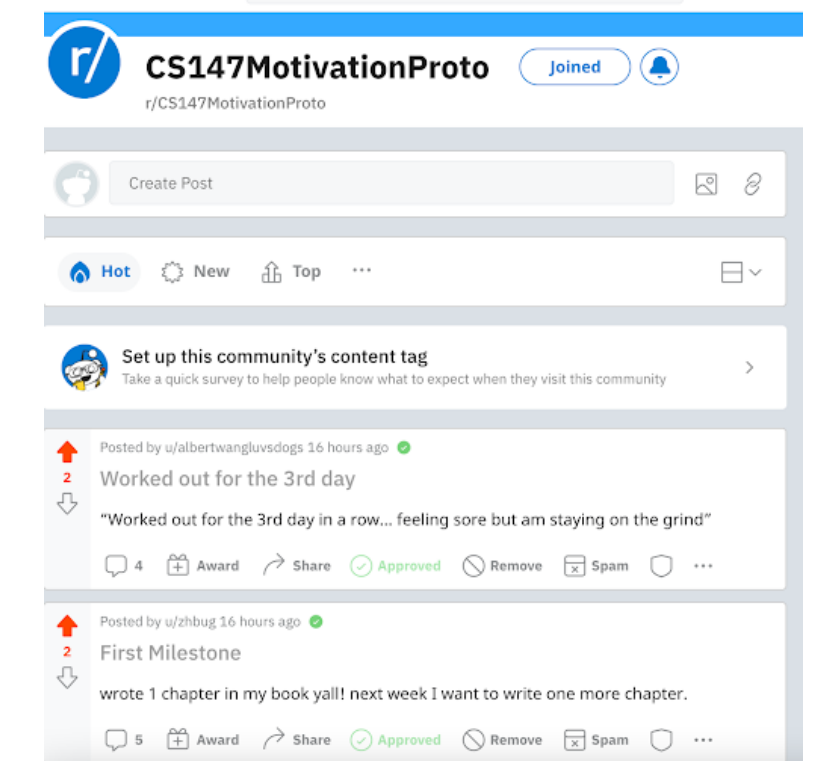 r/
CS147MotivationProto
Joined
r/CS147MotivationProto
Create Post
Hot New Top ...
Set up this community's content tag
Take a quick survey to help people know what to expect when they visit this community
Posted by u/albertwangluvsdogs 16 hours ago
2
Worked out for the 3rd day
“Worked out for the 3rd day in a row... feeling sore but am staying on the grind”
4 Award Share Approved Remove Spam ...
Posted by u/zhbug 16 hours ago
2
First Milestone
wrote 1 chapter in my book yall! next week I want to write one more chapter.
5 Award Share Approved Remove Spam ...